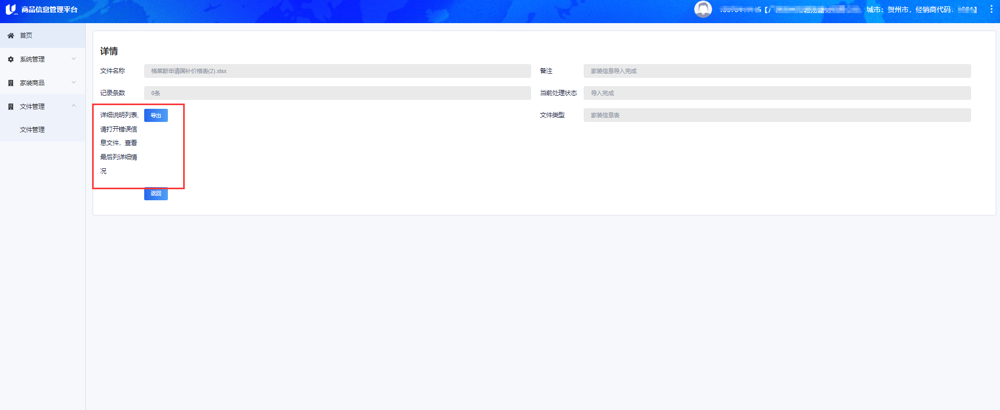 商品信息管理平台
城市：贺州市，经销商代码：
首页
系统管理
家装商品
文件管理
文件管理
详情
文件名称 格莱斯申请国补价格表(2).xlsx 备注 家装信息导入完成
记录条数 0条 当前处理状态 导入完成
详细说明列表, 导出 文件类型 家装信息表
请打开错误信
息文件，查看
最后列详细情
况
返回